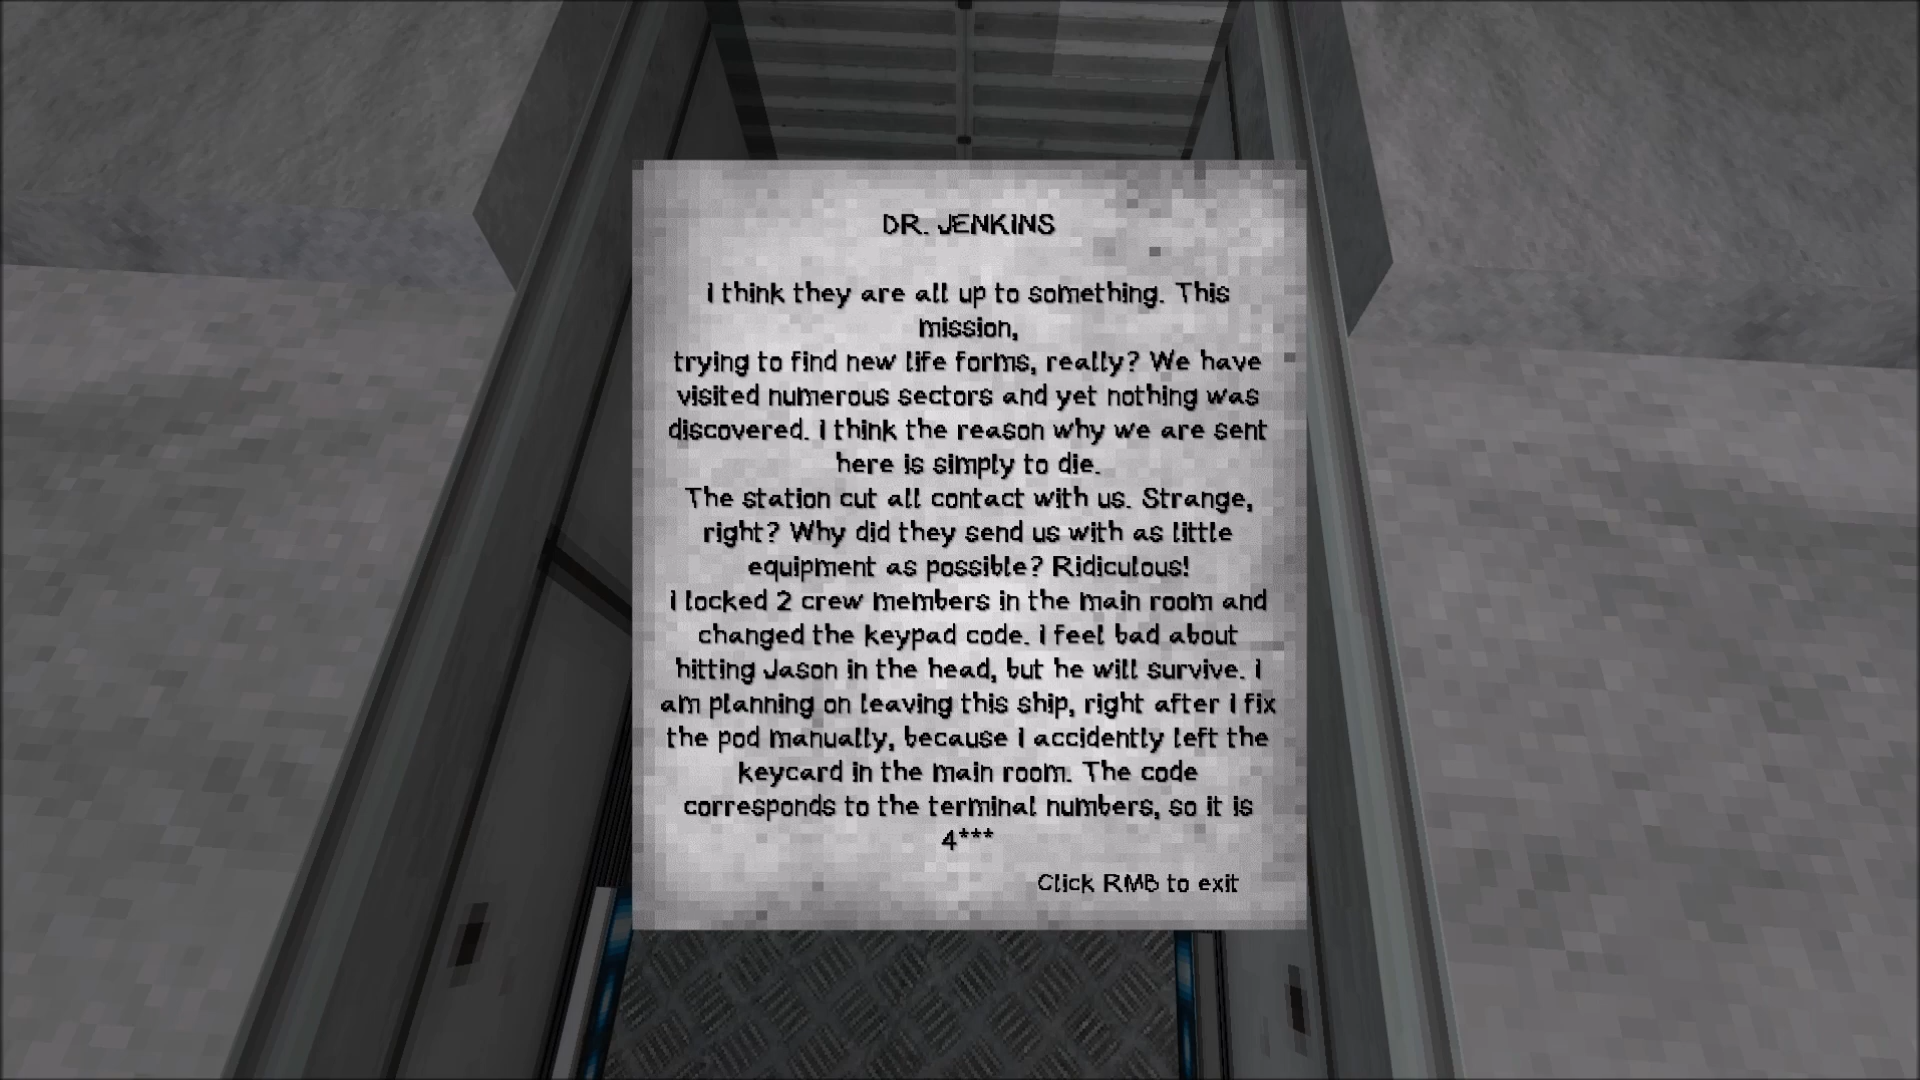 DR. JENKINS
I think they are all up to something. This
mission,
trying to find new life forms, really? We have
visited numerous sectors and yet nothing was
discovered. I think the reason why we are sent
here is simply to die.
The station cut all contact with us. Strange,
right? Why did they send us with as little
equipment as possible? Ridiculous!
I locked 2 crew members in the main room and
changed the keypad code. I feel bad about
hitting Jason in the head, but he will survive. I
am planning on leaving this ship, right after I fix
the pod manually, because I accidently left the
keycard in the main room. The code
corresponds to the terminal numbers, so it is
4***
Click RMB to exit